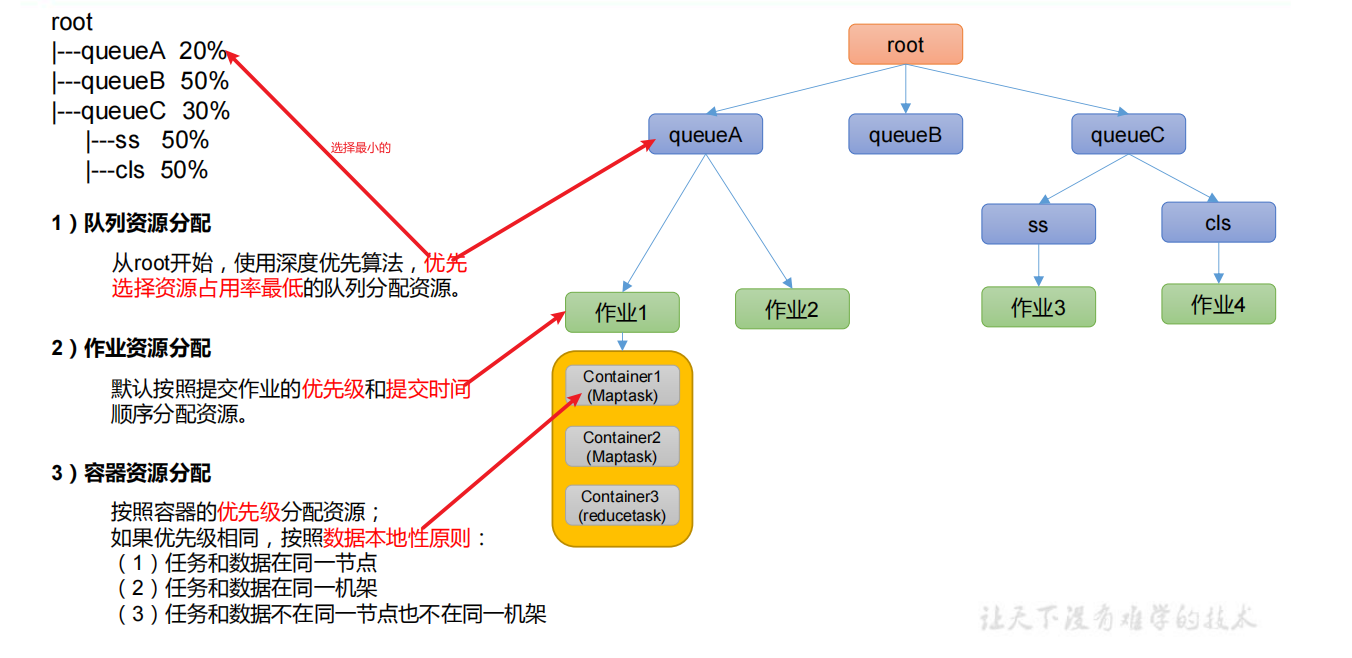 root
|---queueA 20%
|---queueB 50%
|---queueC 30%
|---ss 50%
|---cls 50%
选择最小的
1）队列资源分配
从root开始，使用深度优先算法，优先
选择资源占用率最低的队列分配资源。
2）作业资源分配
默认按照提交作业的优先级和提交时间
顺序分配资源。
3）容器资源分配
按照容器的优先级分配资源；
如果优先级相同，按照数据本地性原则：
（1）任务和数据在同一节点
（2）任务和数据在同一机架
（3）任务和数据不在同一节点也不在同一机架
root
queueA
queueB
queueC
ss
cls
作业1
作业2
作业3
作业4
Container1
(Maptask)
Container2
(Maptask)
Container3
(reducetask)
让天下没有难学的技术